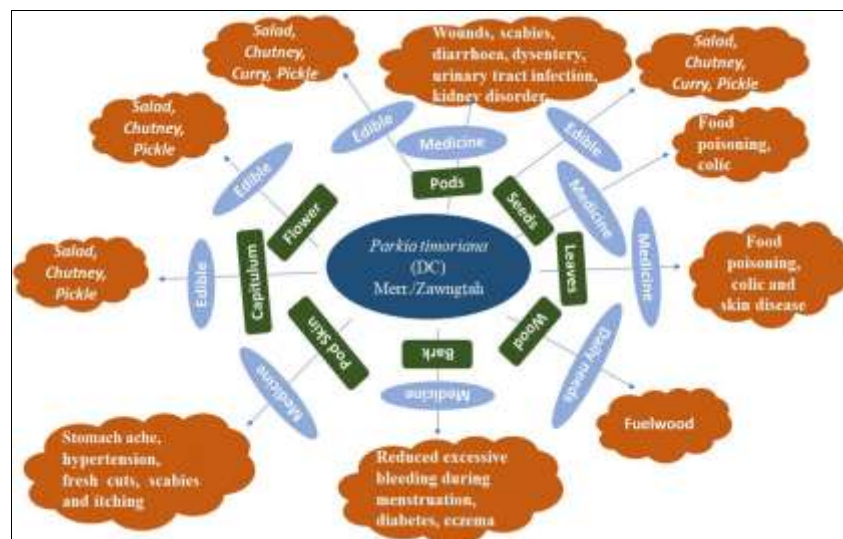 Salad,
Chutney,
Curry, Pickle
Wounds, scabies,
diarrhoea, dysentery,
urinary tract infection,
kidney disorder
Salad,
Chutney,
Curry, Pickle
Salad,
Chutney,
Pickle
Food
poisoning,
colic
Edible
Medicine
Edible
Edible
Medicine
Pods
Seeds
Flower
Parkia timoriana
(DC)
Merr./Zawngtah
Leaves
Medicine
Salad,
Chutney,
Pickle
Edible
Capitulum
Food
poisoning,
colic and
skin disease
Pod Skin
Bark
Wood
Medicine
Medicine
Daily needs
Fuelwood
Stomach ache,
hypertension,
fresh cuts, scabies
and itching
Reduced excessive
bleeding during
menstruation,
diabetes, eczema